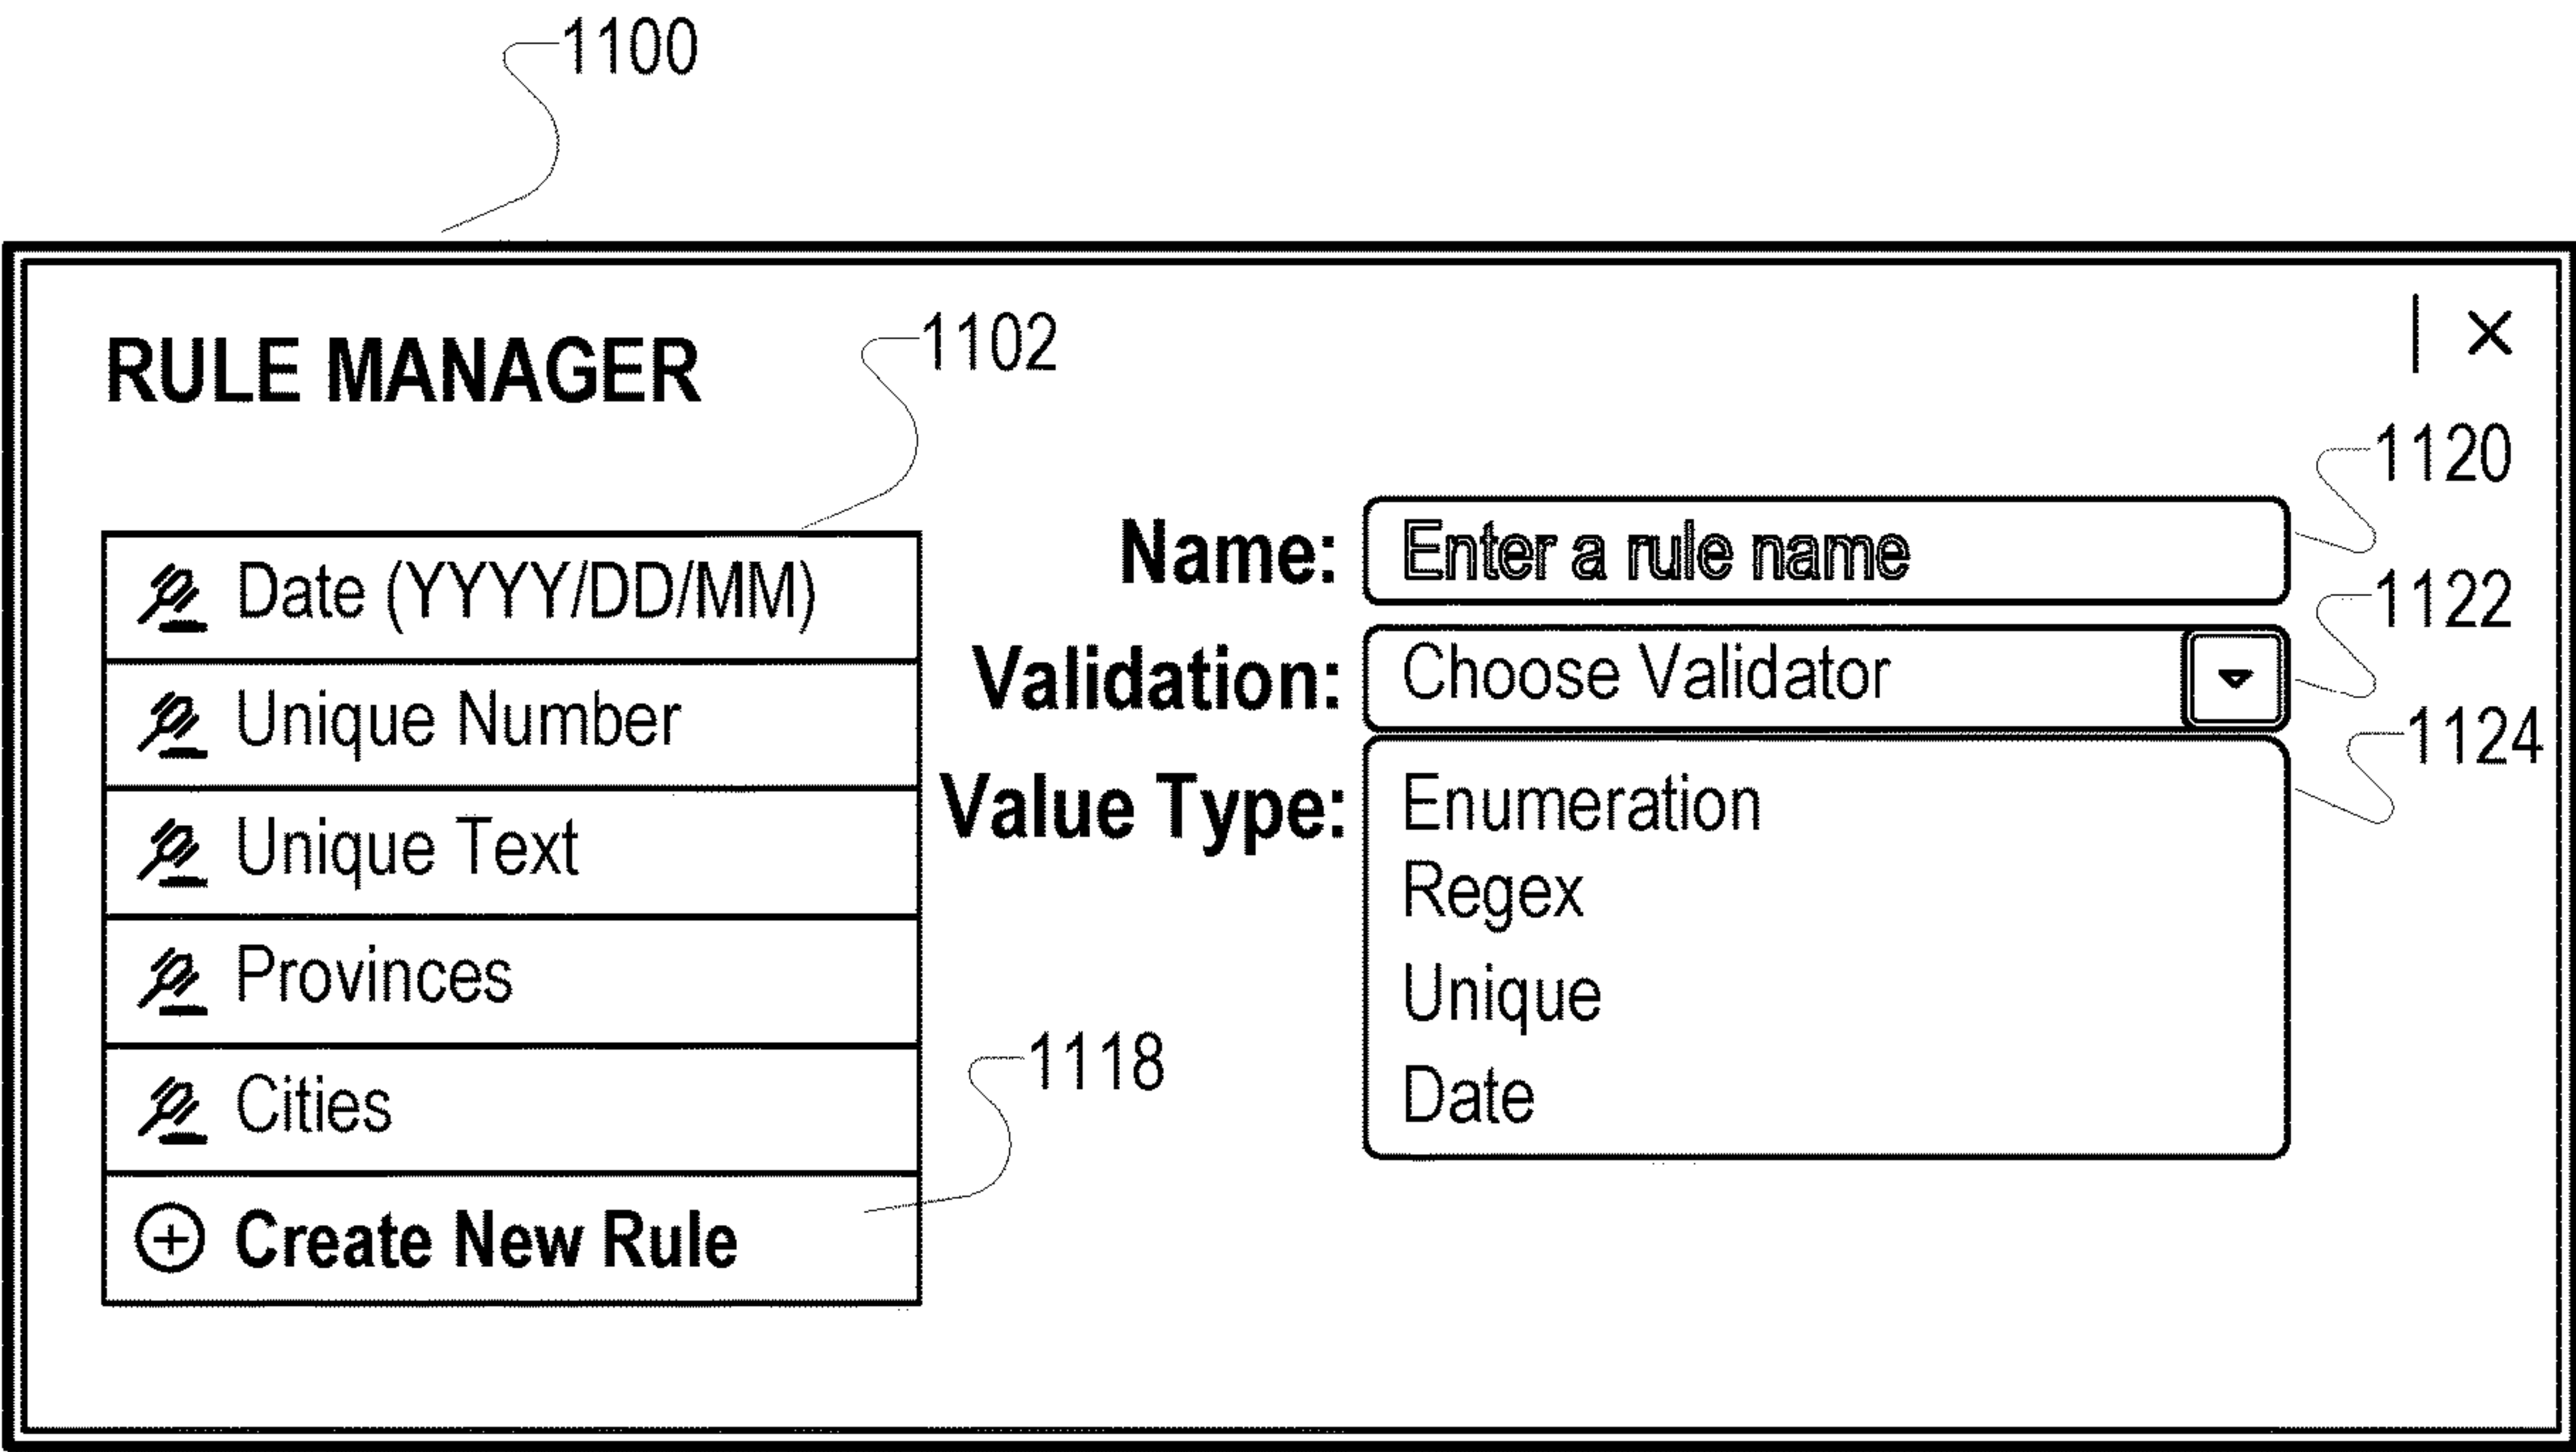 1100
RULE MANAGER
1102
×
1120
Name: Enter a rule name
1122
Validation: Choose Validator
1124
Value Type:
Enumeration
Regex
Unique
Date
Date (YYYY/DD/MM)
Unique Number
Unique Text
Provinces
Cities
1118
Create New Rule